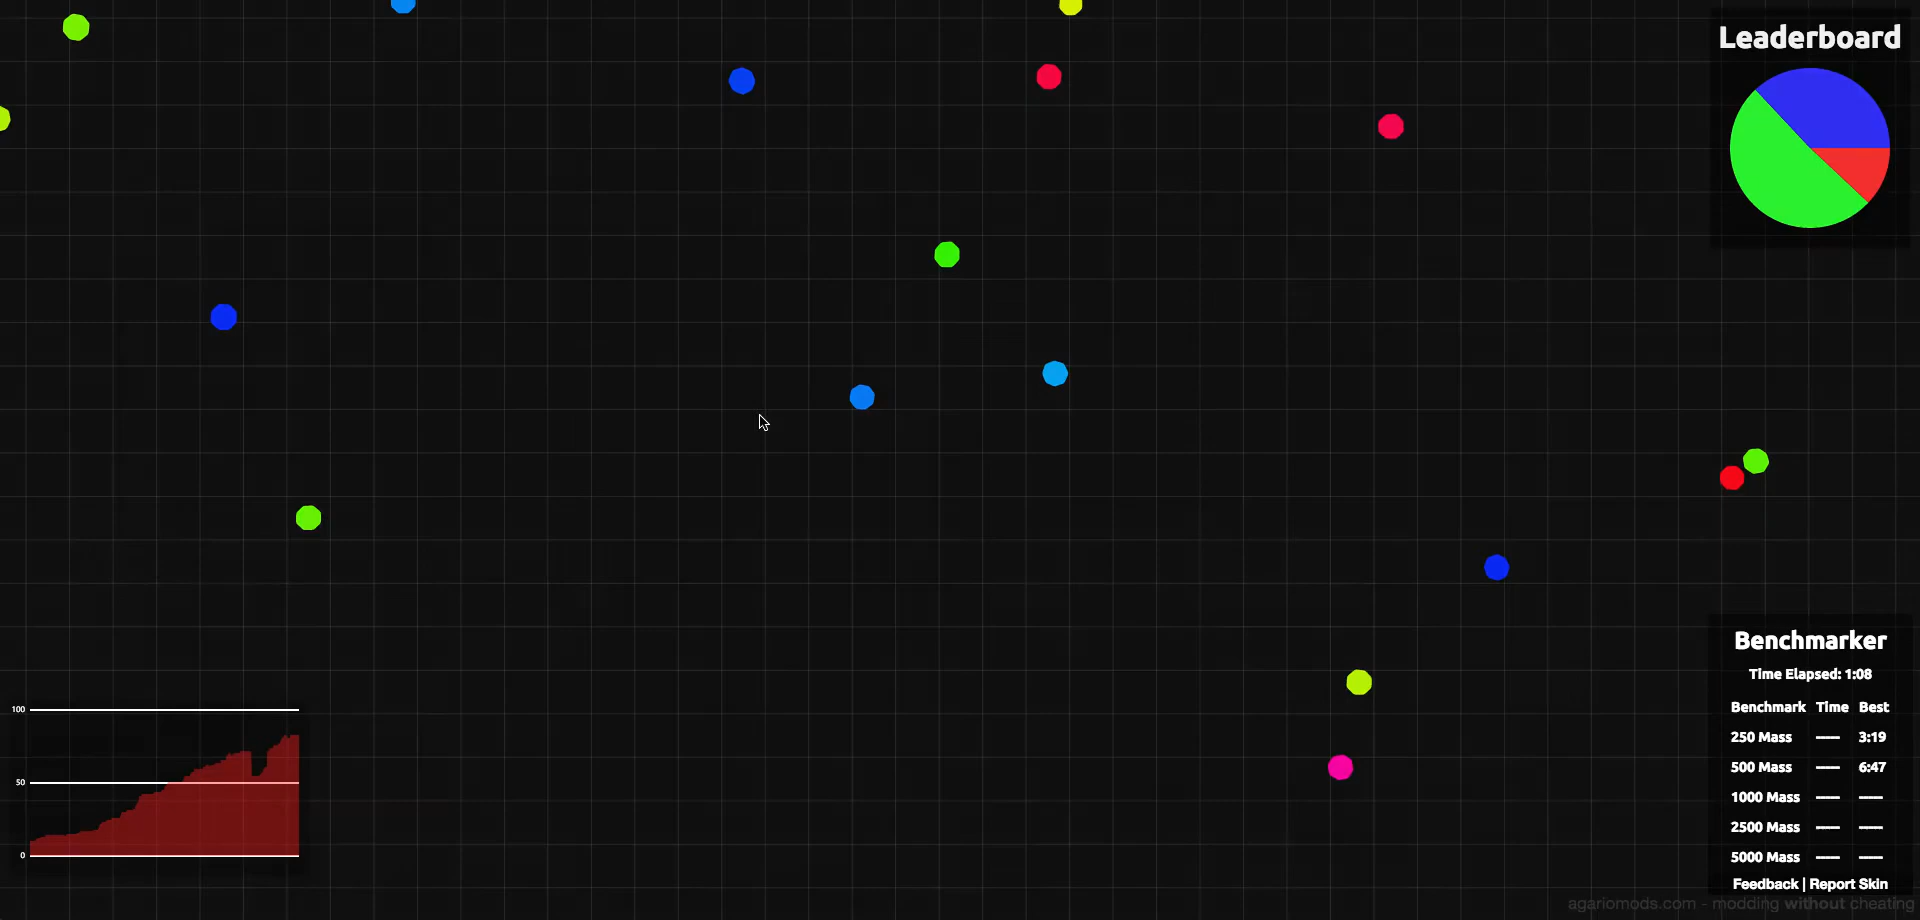 Leaderboard
100
50
0
Benchmarker
Time Elapsed: 1:08
Benchmark Time Best
250 Mass ---- 3:19
500 Mass ---- 6:47
1000 Mass ---- ----
2500 Mass ---- ----
5000 Mass ---- ----
Feedback | Report Skin
agariomods.com - modding without cheating